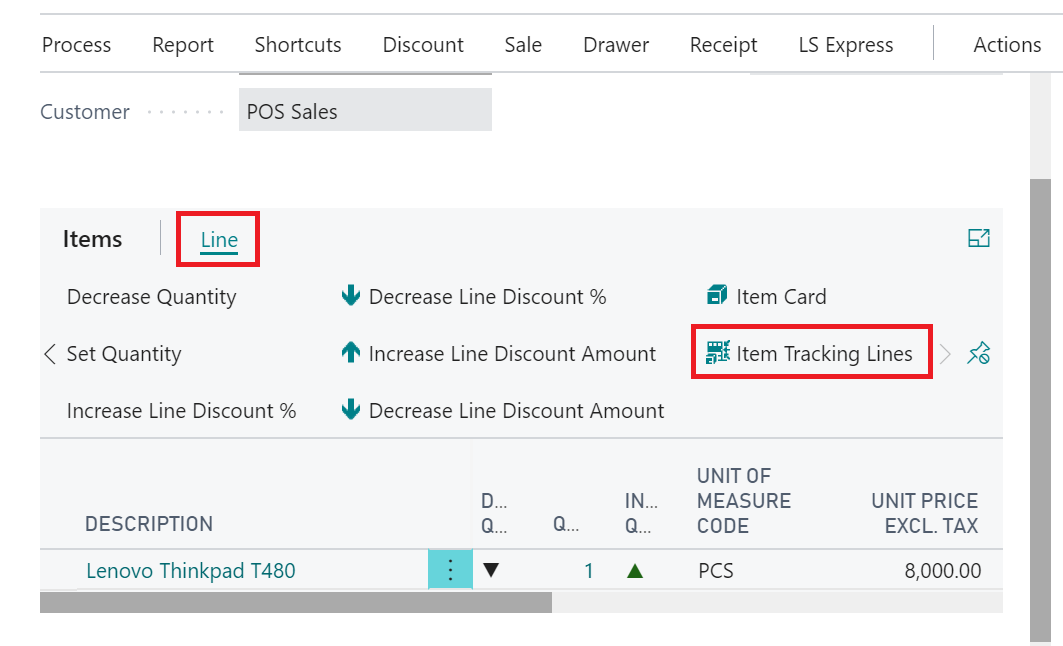 Process Report Shortcuts Discount Sale Drawer Receipt LS Express Actions
Customer POS Sales
Items Line
Decrease Quantity Decrease Line Discount % Item Card
Set Quantity Increase Line Discount Amount Item Tracking Lines
Increase Line Discount % Decrease Line Discount Amount
DESCRIPTION D... Q... Q... IN... Q... UNIT OF MEASURE CODE UNIT PRICE EXCL. TAX
Lenovo Thinkpad T480 1 PCS 8,000.00